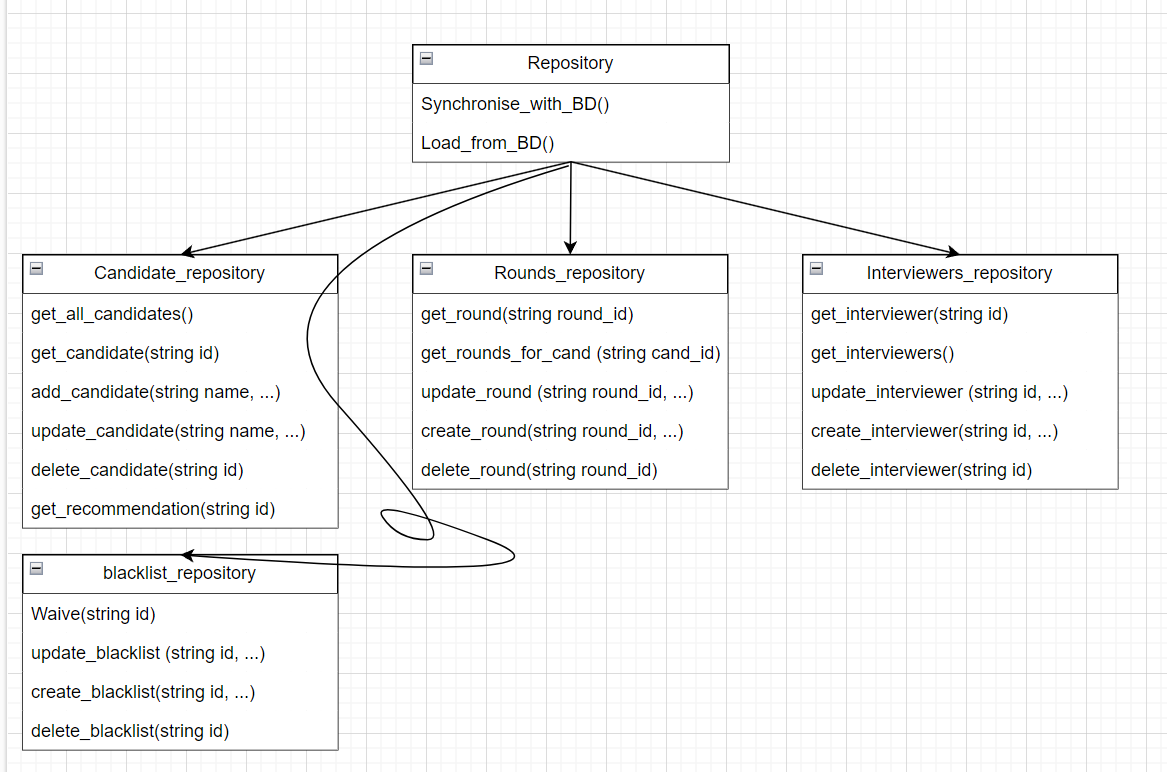 Repository
Synchronise_with_BD()
Load_from_BD()
Candidate_repository
get_all_candidates()
get_candidate(string id)
add_candidate(string name, ...)
update_candidate(string name, ...)
delete_candidate(string id)
get_recommendation(string id)
Rounds_repository
get_round(string round_id)
get_rounds_for_cand (string cand_id)
update_round (string round_id, ...)
create_round(string round_id, ...)
delete_round(string round_id)
Interviewers_repository
get_interviewer(string id)
get_interviewers()
update_interviewer (string id, ...)
create_interviewer(string id, ...)
delete_interviewer(string id)
blacklist_repository
Waive(string id)
update_blacklist (string id, ...)
create_blacklist(string id, ...)
delete_blacklist(string id)